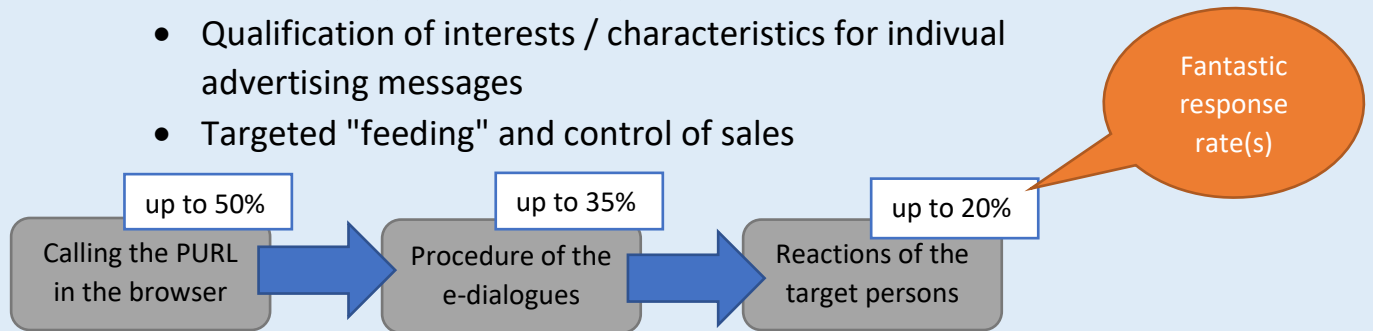 • Qualification of interests / characteristics for indivual
advertising messages
• Targeted "feeding" and control of sales
Fantastic
response
rate(s)
up to 50%
up to 35%
up to 20%
Calling the PURL
in the browser
Procedure of the
e-dialogues
Reactions of the
target persons